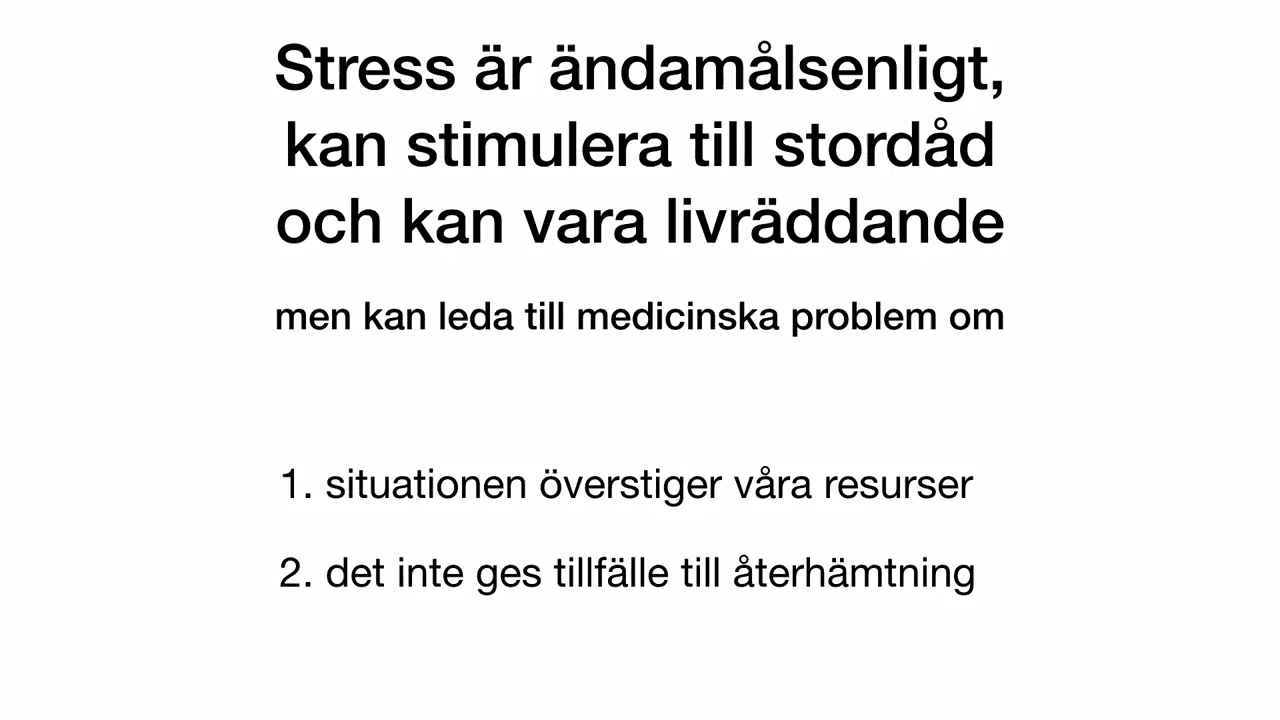 Stress är ändamålsenligt,
kan stimulera till stordåd
och kan vara livräddande
men kan leda till medicinska problem om
1. situationen överstiger våra resurser
2. det inte ges tillfälle till återhämtning